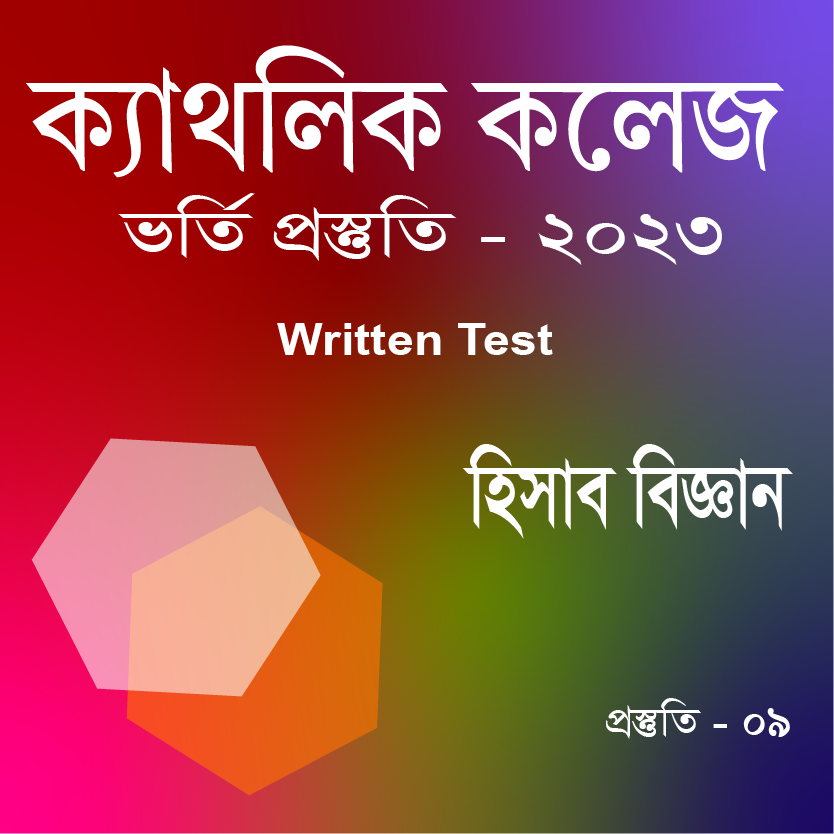 ক্যাথলিক কলেজ
ভর্তি প্রস্তুতি - ২০২৩
Written Test
হিসাব বিজ্ঞান
প্রস্তুতি - ০৯